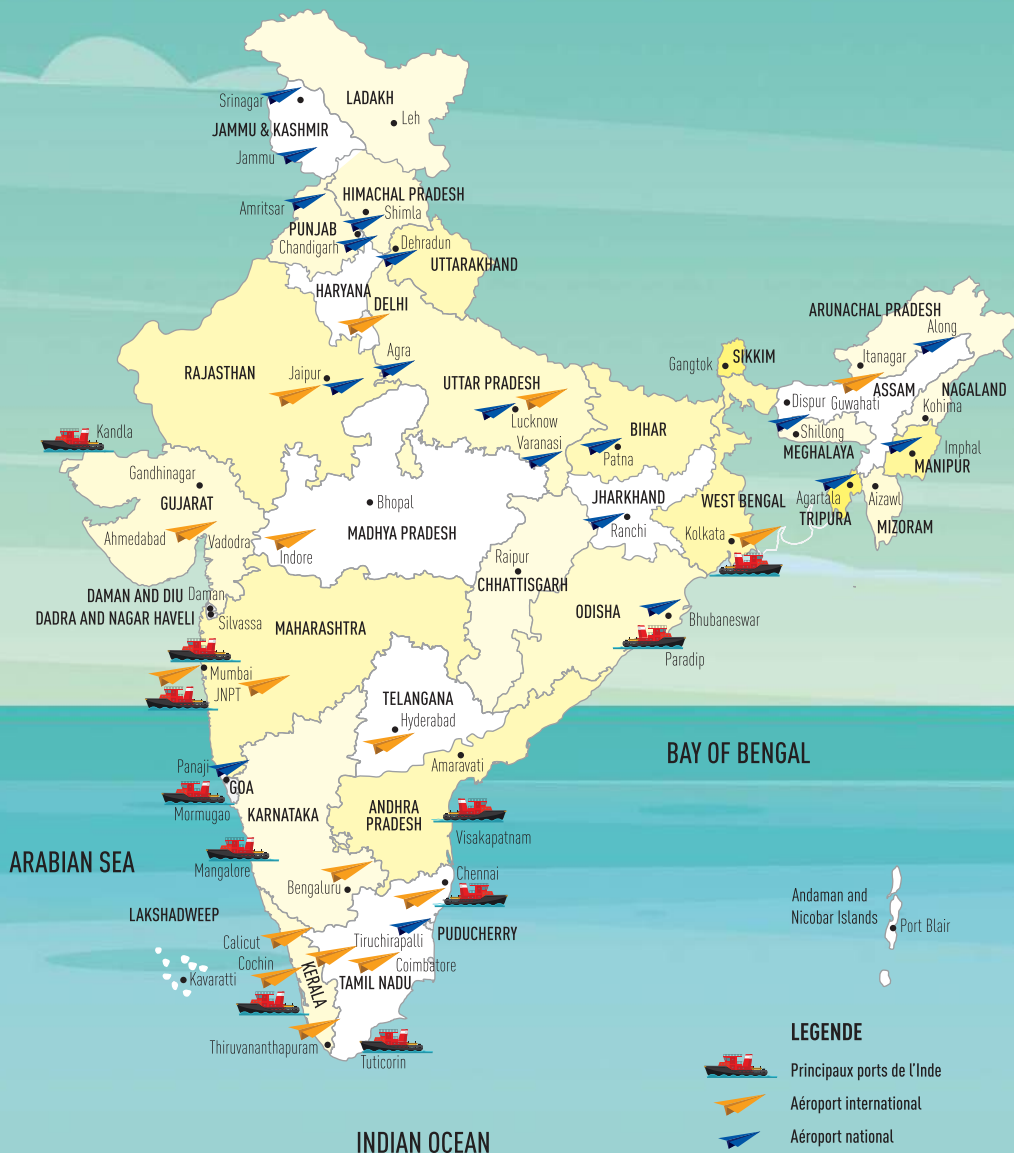 Srinagar
LADAKH
Leh
JAMMU & KASHMIR
Jammu
HIMACHAL PRADESH
Amritsar
Shimla
PUNJAB
Chandigarh
Dehradun
UTTARAKHAND
HARYANA
DELHI
ARUNACHAL PRADESH
Along
Agra
Itanagar
SIKKIM
Gangtok
RAJASTHAN
Jaipur
UTTAR PRADESH
ASSAM
NAGALAND
Dispur
Guwahati
Kohima
Lucknow
Kandla
BIHAR
Shillong
Varanasi
Imphal
MEGHALAYA
Patna
MANIPUR
Gandhinagar
JHARKHAND
WEST BENGAL
Agartala
Aizawl
GUJARAT
Bhopal
TRIPURA
MIZORAM
MADHYA PRADESH
Ranchi
Kolkata
Ahmedabad
Vadodra
Indore
Raipur
CHHATTISGARH
DAMAN AND DIU
Daman
ODISHA
DADRA AND NAGAR HAVELI
Silvassa
MAHARASHTRA
Bhubaneswar
Paradip
Mumbai
JNPT
TELANGANA
Hyderabad
BAY OF BENGAL
Amaravati
Panaji
GOA
Mormugao
KARNATAKA
ANDHRA
PRADESH
Visakapatnam
ARABIAN SEA
Mangalore
Chennai
Bengaluru
Andaman and
Nicobar Islands
Port Blair
LAKSHADWEEP
Calicut
Tiruchirapalli
PUDUCHERRY
Cochin
Coimbatore
Kavaratti
KERALA
TAMIL NADU
Thiruvananthapuram
Tuticorin
LEGENDE
Principaux ports de l'Inde
Aéroport international
Aéroport national
INDIAN OCEAN